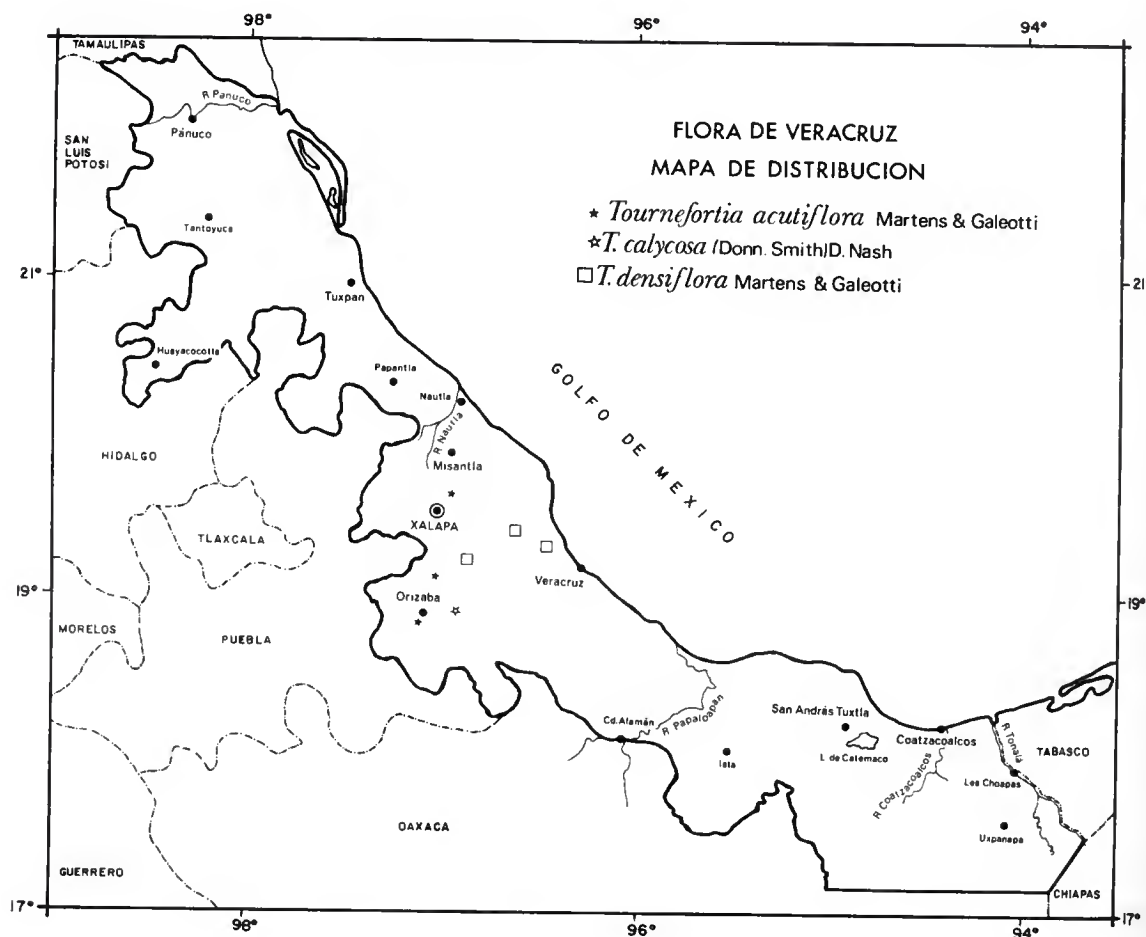 98°
96°
94°
TAMAULIPAS
R Panuco
Pánuco
SAN
LUIS
POTOSI
FLORA DE VERACRUZ
MAPA DE DISTRIBUCION
★ Tournefortia acutiflora Martens & Galeotti
☆ T. calycosa (Donn. Smith) D. Nash
□ T. densiflora Martens & Galeotti
Tantoyuca
21°
21
Tuxpan
Huayacocotla
Papantla
Nautla
R Nautla
GOLFO DE MEXICO
HIDALGO
Misantla
XALAPA
TLAXCALA
Veracruz
19°
19°
Orizaba
MORELOS
PUEBLA
San Andrés Tuxtla
Cd. Alemán
R Papaloapan
Coatzacoalcos
R Tonalá
TABASCO
Isla
L. de Catemaco
R Coatzacoalcos
Las Choapas
OAXACA
Uxpanapa
GUERRERO
CHIAPAS
17°
17°
98°
96°
94°